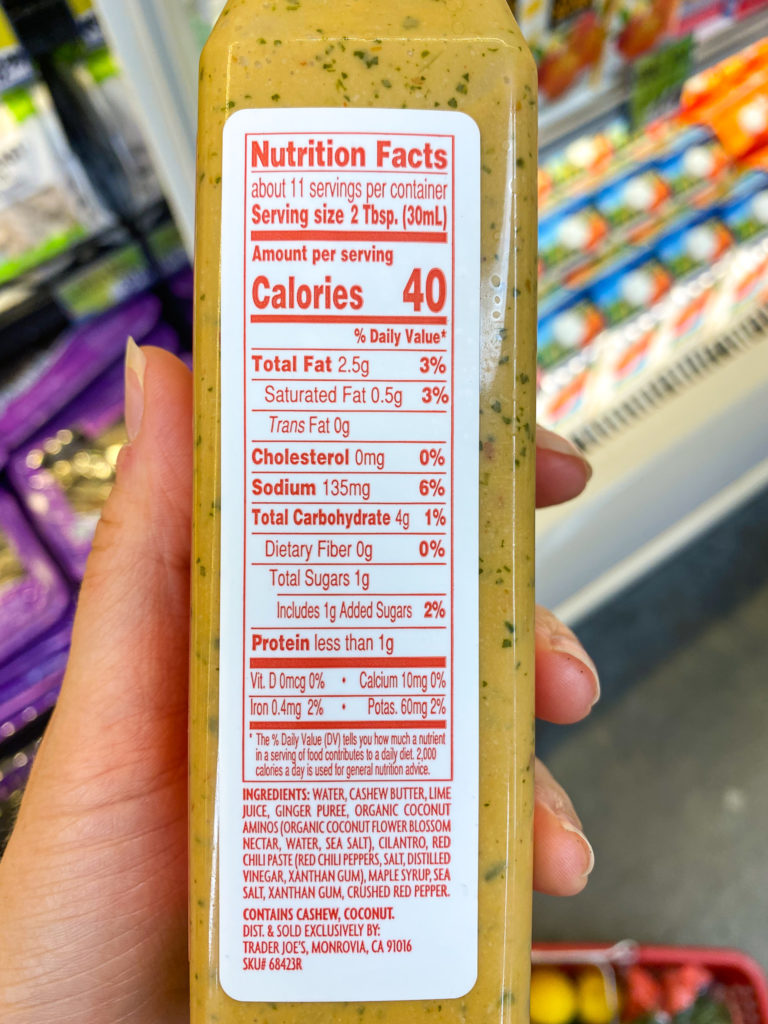 Nutrition Facts
about 11 servings per container
Serving size 2 Tbsp. (30mL)
Amount per serving
Calories 40
% Daily Value*
Total Fat 2.5g 3%
Saturated Fat 0.5g 3%
Trans Fat 0g
Cholesterol 0mg 0%
Sodium 135mg 6%
Total Carbohydrate 4g 1%
Dietary Fiber 0g 0%
Total Sugars 1g
Includes 1g Added Sugars 2%
Protein less than 1g
Vit. D 0mcg 0% • Calcium 10mg 0%
Iron 0.4mg 2% • Potas. 60mg 2%
* The % Daily Value (DV) tells you how much a nutrient
in a serving of food contributes to a daily diet. 2,000
calories a day is used for general nutrition advice.
INGREDIENTS: WATER, CASHEW BUTTER, LIME
JUICE, GINGER PUREE, ORGANIC COCONUT
AMINOS (ORGANIC COCONUT FLOWER BLOSSOM
NECTAR, WATER, SEA SALT), CILANTRO, RED
CHILI PASTE (RED CHILI PEPPERS, SALT, DISTILLED
VINEGAR, XANTHAN GUM), MAPLE SYRUP, SEA
SALT, XANTHAN GUM, CRUSHED RED PEPPER.
CONTAINS CASHEW, COCONUT.
DIST. & SOLD EXCLUSIVELY BY:
TRADER JOE'S, MONROVIA, CA 91016
SKU# 68423R